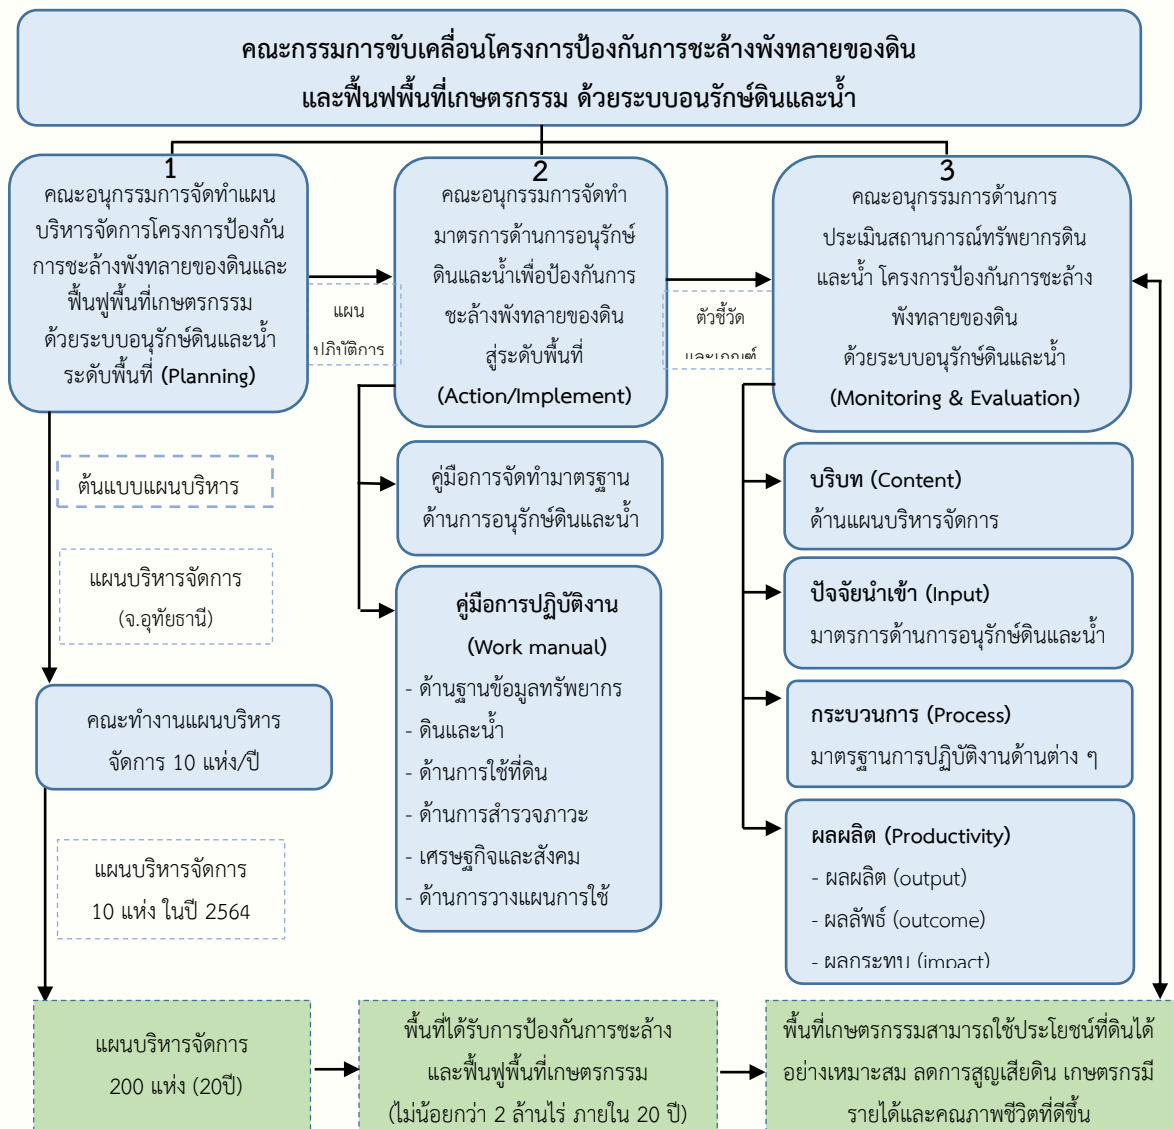 คณะกรรมการขับเคลื่อนโครงการป้องกันการชะล้างพังทลายของดิน
และฟื้นฟูพื้นที่เกษตรกรรม ด้วยระบบอนุรักษ์ดินและน้ำ
1
คณะอนุกรรมการจัดทำแผน
บริหารจัดการโครงการป้องกัน
การชะล้างพังทลายของดินและ
ฟื้นฟูพื้นที่เกษตรกรรม
ด้วยระบบอนุรักษ์ดินและน้ำ
ระดับพื้นที่ (Planning)
แผน
ปฏิบัติการ
2
คณะอนุกรรมการจัดทำ
มาตรการด้านการอนุรักษ์
ดินและน้ำเพื่อป้องกันการ
ชะล้างพังทลายของดิน
สู่ระดับพื้นที่
(Action/Implement)
ตัวชี้วัด
และเกณฑ์
3
คณะอนุกรรมการด้านการ
ประเมินสถานการณ์ทรัพยากรดิน
และน้ำ โครงการป้องกันการชะล้าง
พังทลายของดิน
ด้วยระบบอนุรักษ์ดินและน้ำ
(Monitoring & Evaluation)
ต้นแบบแผนบริหาร
แผนบริหารจัดการ
(จ.อุทัยธานี)
คณะทำงานแผนบริหาร
จัดการ 10 แห่ง/ปี
แผนบริหารจัดการ
10 แห่ง ในปี 2564
คู่มือการจัดทำมาตรฐาน
ด้านการอนุรักษ์ดินและน้ำ
คู่มือการปฏิบัติงาน
(Work manual)
- ด้านฐานข้อมูลทรัพยากร
- ดินและน้ำ
- ด้านการใช้ที่ดิน
- ด้านการสำรวจภาวะ
- เศรษฐกิจและสังคม
- ด้านการวางแผนการใช้
บริบท (Content)
ด้านแผนบริหารจัดการ
ปัจจัยนำเข้า (Input)
มาตรการด้านการอนุรักษ์ดินและน้ำ
กระบวนการ (Process)
มาตรฐานการปฏิบัติงานด้านต่าง ๆ
ผลผลิต (Productivity)
- ผลผลิต (output)
- ผลลัพธ์ (outcome)
- ผลกระทบ (impact)
แผนบริหารจัดการ
200 แห่ง (20ปี)
พื้นที่ได้รับการป้องกันการชะล้าง
และฟื้นฟูพื้นที่เกษตรกรรม
(ไม่น้อยกว่า 2 ล้านไร่ ภายใน 20 ปี)
พื้นที่เกษตรกรรมสามารถใช้ประโยชน์ที่ดินได้
อย่างเหมาะสม ลดการสูญเสียดิน เกษตรกรมี
รายได้และคุณภาพชีวิตที่ดีขึ้น